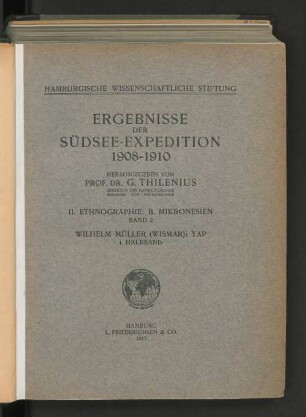 HAMBURGISCHE WISSENSCHAFTLICHE STIFTUNG
ERGEBNISSE
DER
SÜDSEE-EXPEDITION
1908-1910
HERAUSGEGEBEN VON
PROF. DR. G. THILENIUS
II. ETHNOGRAPHIE: B. MIKRONESIEN
BAND 2
WILHELM MÜLLER (WISMAR): YAP
1. HALBBAND
HAMBURG
L. FRIEDERICHSEN & CO.
1917